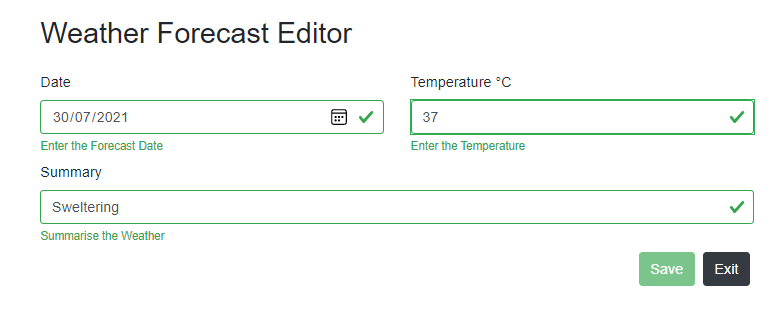 Weather Forecast Editor
Date
Temperature °C
30/07/2021
37
Enter the Forecast Date
Enter the Temperature
Summary
Sweltering
Summarise the Weather
Save
Exit